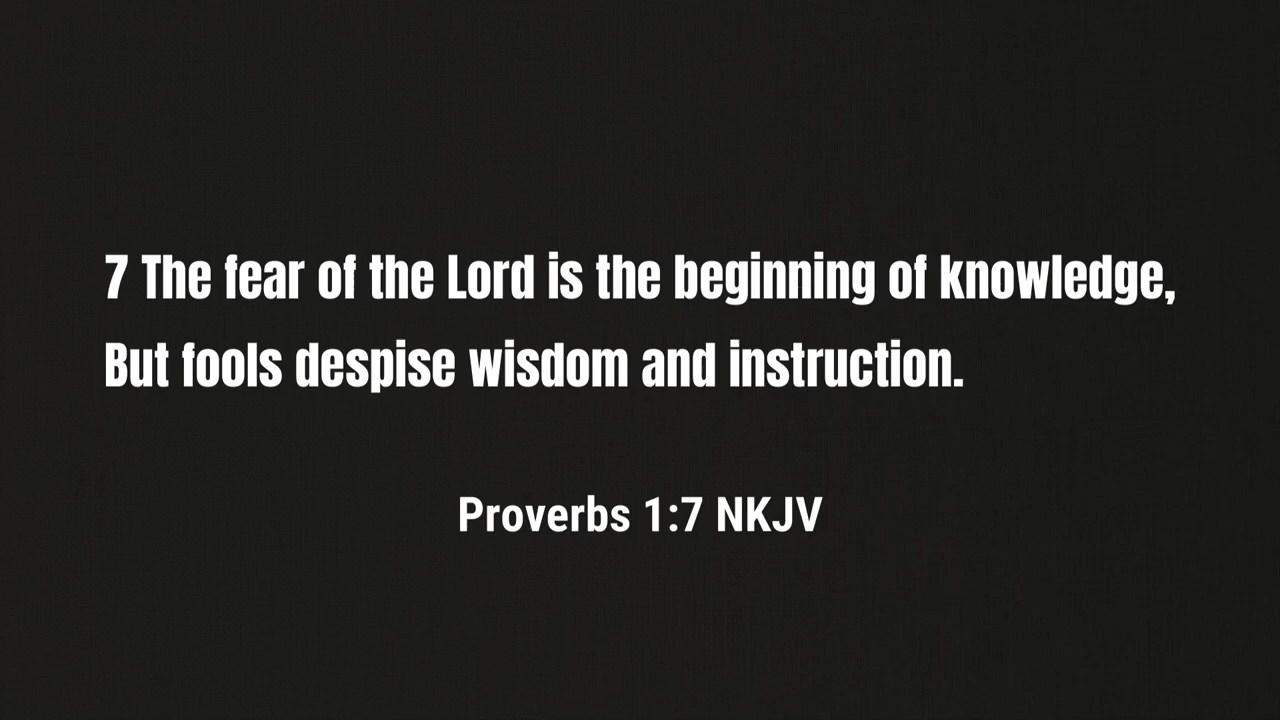 7 The fear of the Lord is the beginning of knowledge,
But fools despise wisdom and instruction.
Proverbs 1:7 NKJV